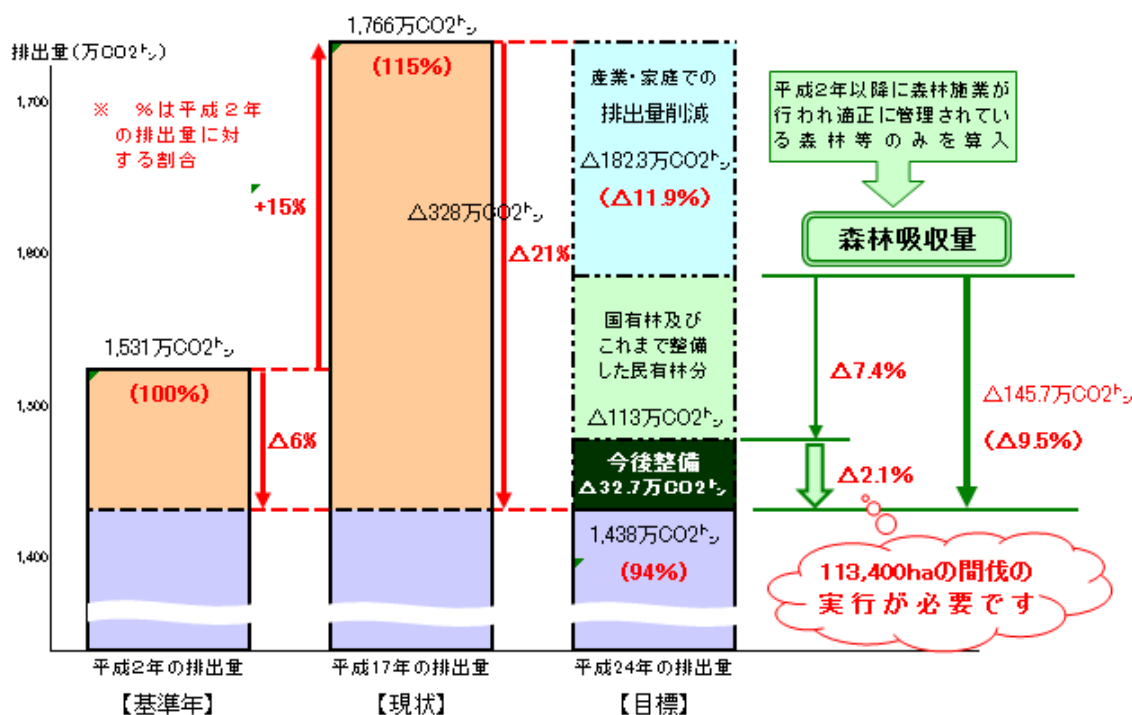 1,766万CO2㌧
排出量(万CO2㌧)
1,700
1,600
1,500
1,400
※ %は平成2年
の排出量に対
する割合
(115%)
+15%
△328万CO2㌧
△21%
1,531万CO2㌧
(100%)
△6%
産業・家庭での
排出量削減
△182.3万CO2㌧
(△11.9%)
国有林及び
これまで整備
した民有林分
△113万CO2㌧
今後整備
△32.7万CO2㌧
1,438万CO2㌧
(94%)
平成2年以降に森林施業が
行われ適正に管理されてい
る森林等のみを算入
森林吸収量
△7.4%
△145.7万CO2㌧
(△9.5%)
△2.1%
113,400haの間伐の
実行が必要です
平成2年の排出量
平成17年の排出量
平成24年の排出量
【基準年】
【現状】
【目標】